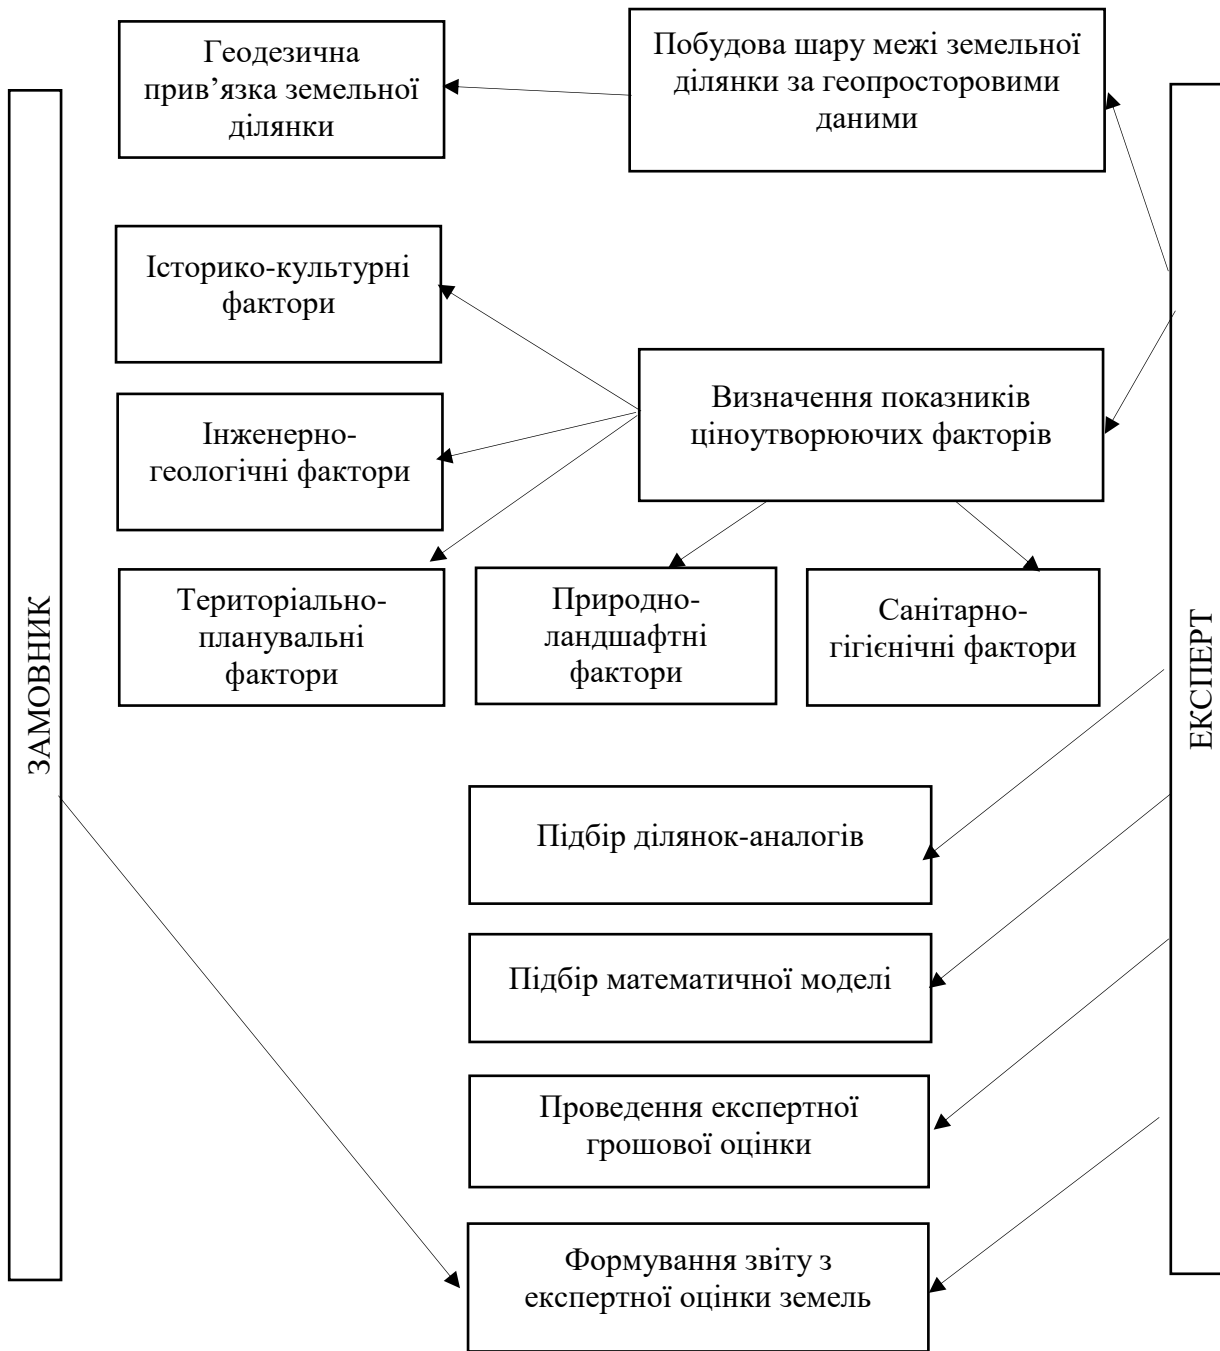 Геодезична
прив’язка земельної
ділянки
Побудова шару межі земельної
ділянки за геопросторовими
даними
Історико-культурні
фактори
Визначення показників
ціноутворюючих факторів
Інженерно-
геологічні фактори
Територіально-
планувальні
фактори
Природно-
ландшафтні
фактори
Санітарно-
гігієнічні фактори
ЗАМОВНИК
ЕКСПЕРТ
Підбір ділянок-аналогів
Підбір математичної моделі
Проведення експертної
грошової оцінки
Формування звіту з
експертної оцінки земель